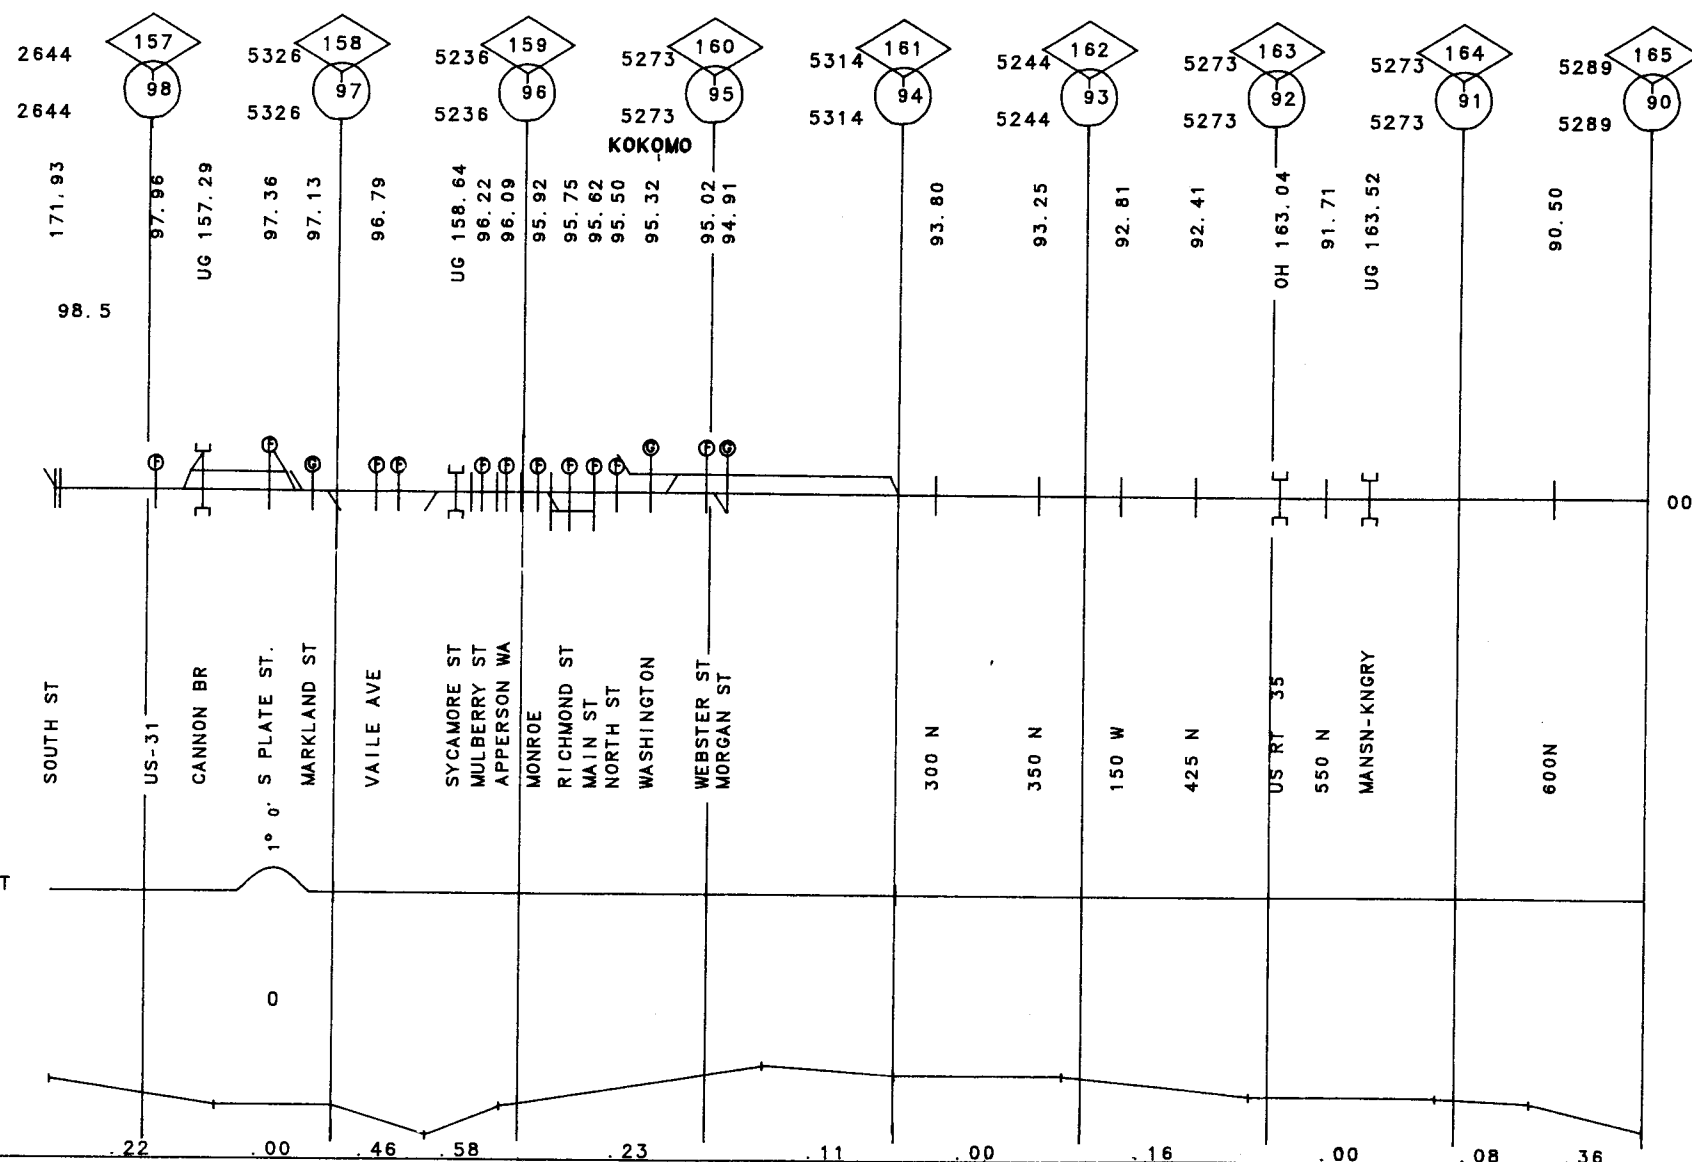 157 158 159 160 161 162 163 164 165
2644 5326 5236 5273 5314 5244 5273 5273 5289
98 97 96 95 94 93 92 91 90
2644 5326 5236 5273 5314 5244 5273 5273 5289
KOKOMO
171.93
97.96
UG 157.29
97.36
97.13
96.79
UG 158.64
96.22
96.09
95.92
95.75
95.62
95.50
95.32
95.02
94.91
93.80
93.25
92.81
92.41
OH 163.04
91.71
UG 163.52
90.50
98.5
F F G F F F F F F F F G F G
00
SOUTH ST
US-31
CANNON BR
S PLATE ST.
MARKLAND ST
VAILE AVE
SYCAMORE ST
MULBERRY ST
APPERSON WA
MONROE
RICHMOND ST
MAIN ST
NORTH ST
WASHINGTON
WEBSTER ST
MORGAN ST
300 N
350 N
150 W
425 N
US RT 35
550 N
MANSN-KNGRY
600N
1° 0'
T
0
.22 .00 .46 .58 .23 .11 .00 .16 .00 .08 .36